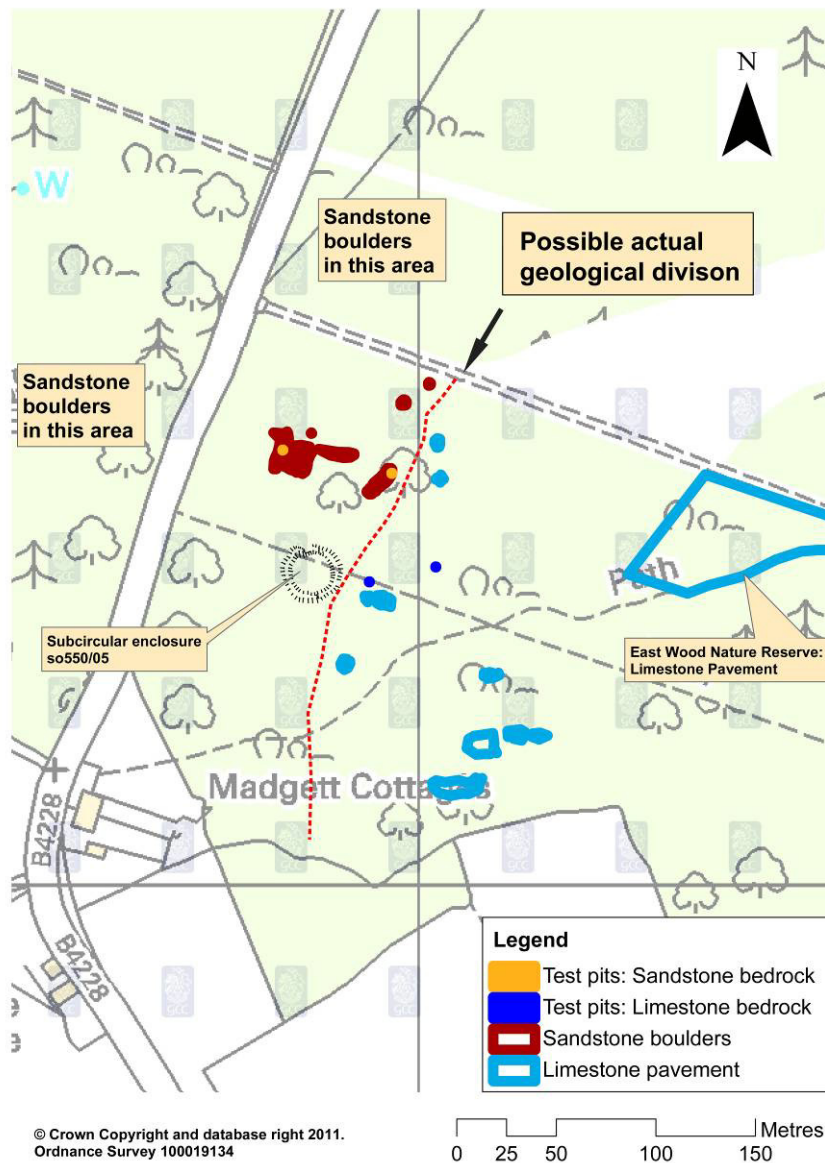 N
W
Sandstone
boulders
in this area
Possible actual
geological divison
Sandstone
boulders
in this area
Path
Subcircular enclosure
so550/05
East Wood Nature Reserve:
Limestone Pavement
Madgett Cottages
B4228
B4228
Legend
Test pits: Sandstone bedrock
Test pits: Limestone bedrock
Sandstone boulders
Limestone pavement
© Crown Copyright and database right 2011.
Ordnance Survey 100019134
Metres
0 25 50 100 150
GCC